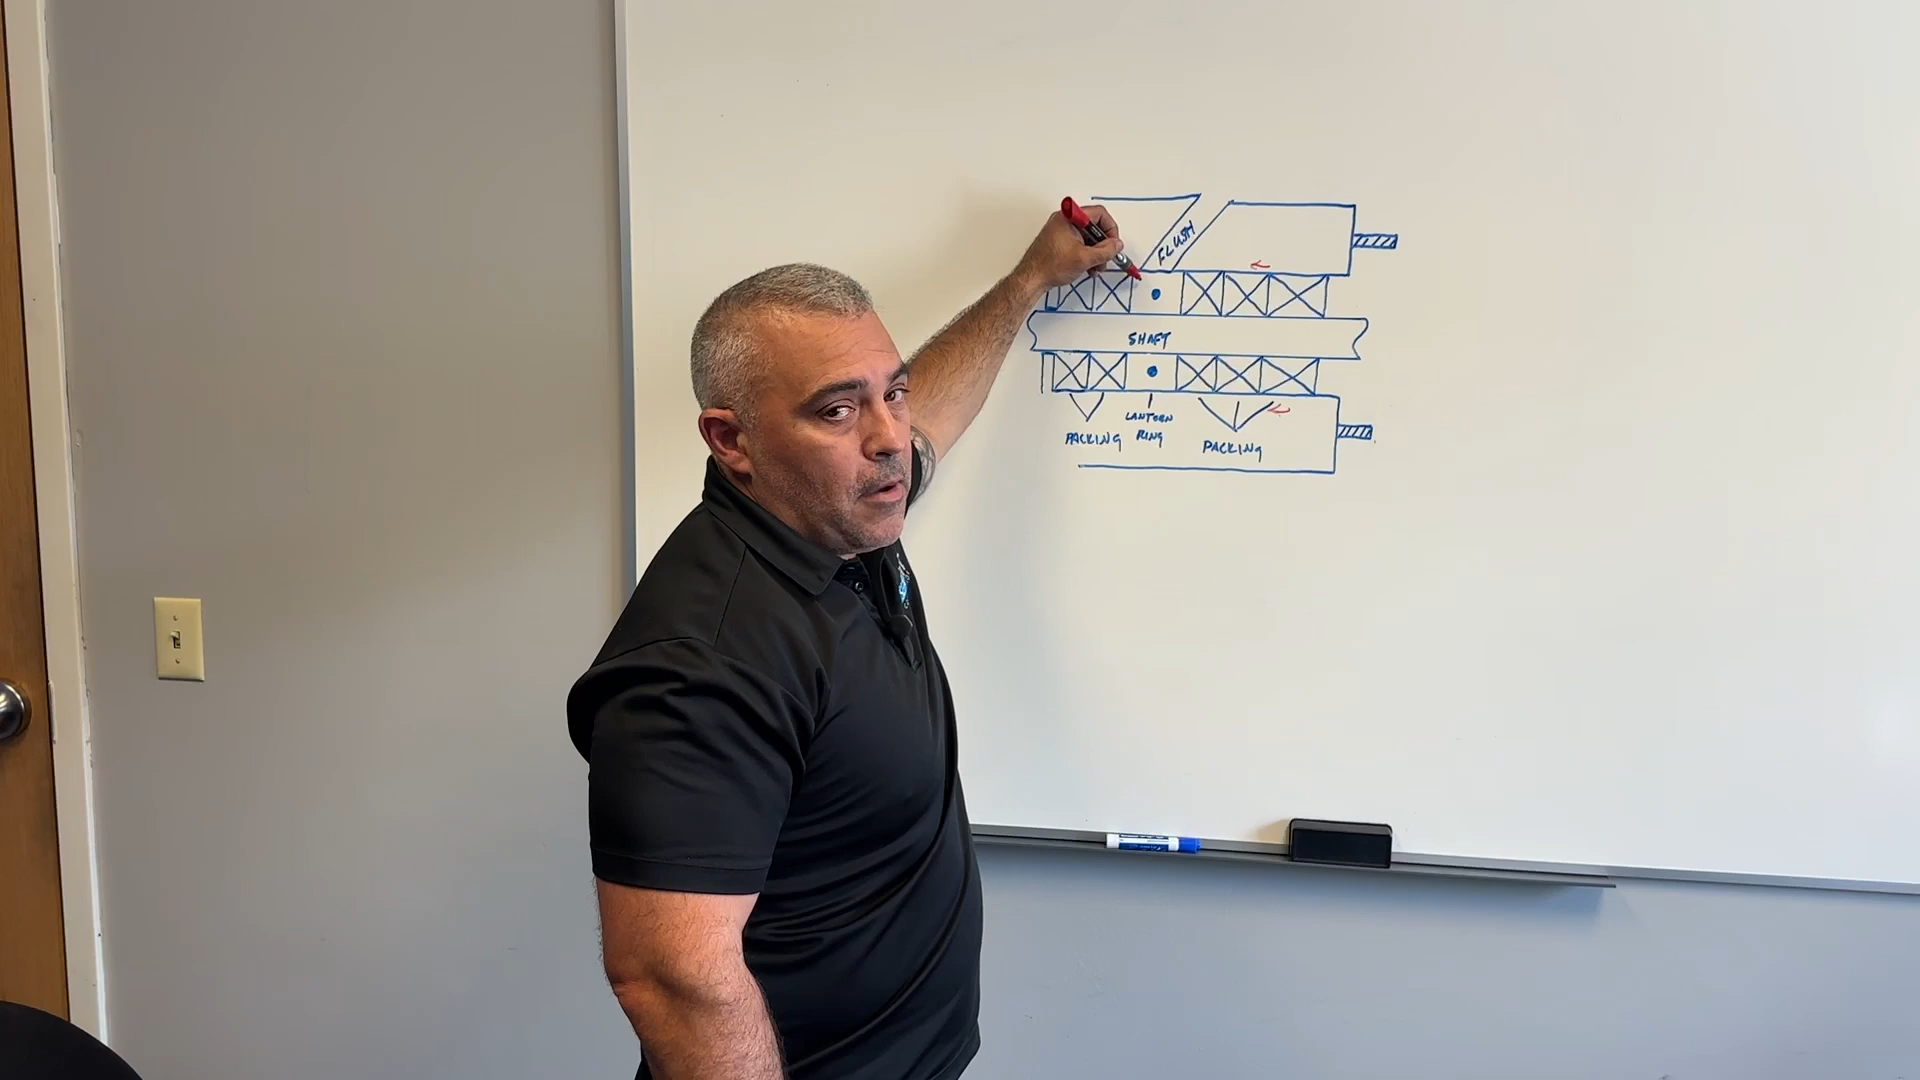 FLUSH
SHAFT
LANTERN
RING
PACKING
PACKING